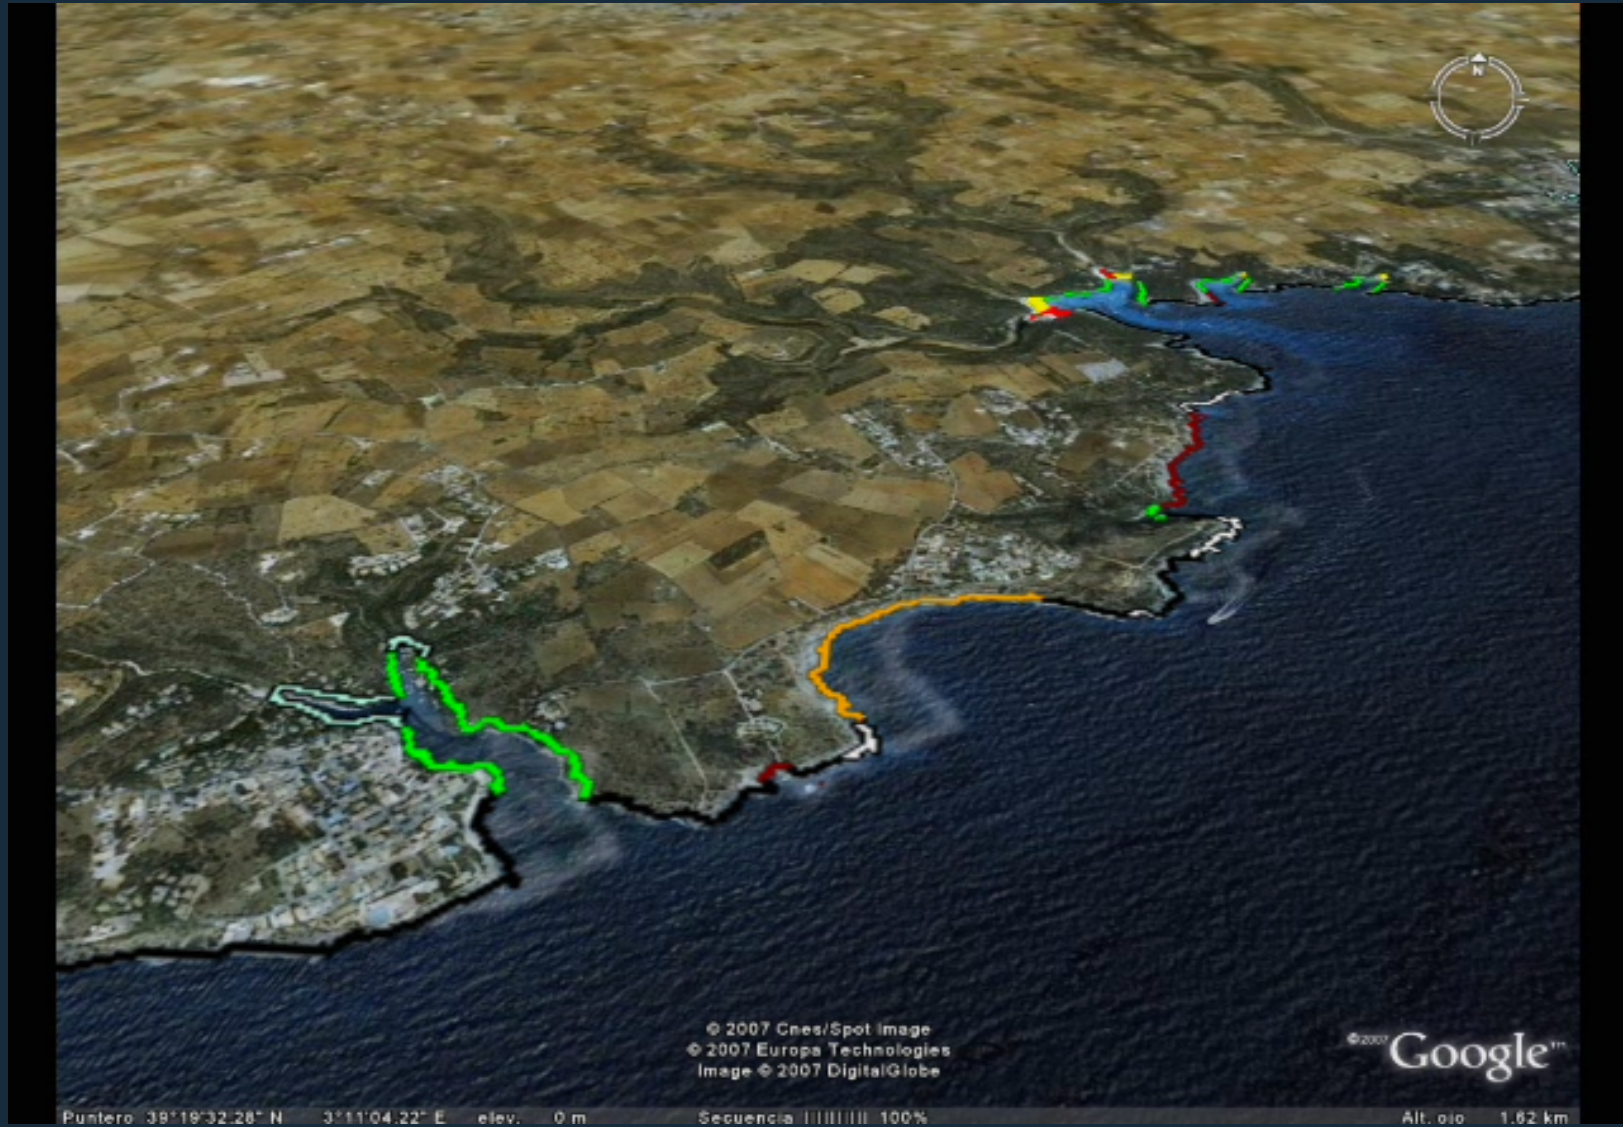 N
© 2007 Cnes/Spot Image
© 2007 Europa Technologies
Image © 2007 DigitalGlobe
©2007 Google™
Puntero 39°19'32.28" N 3°11'04.22" E elev. 0 m Secuencia ||||||||| 100% Alt. ojo 1.62 km